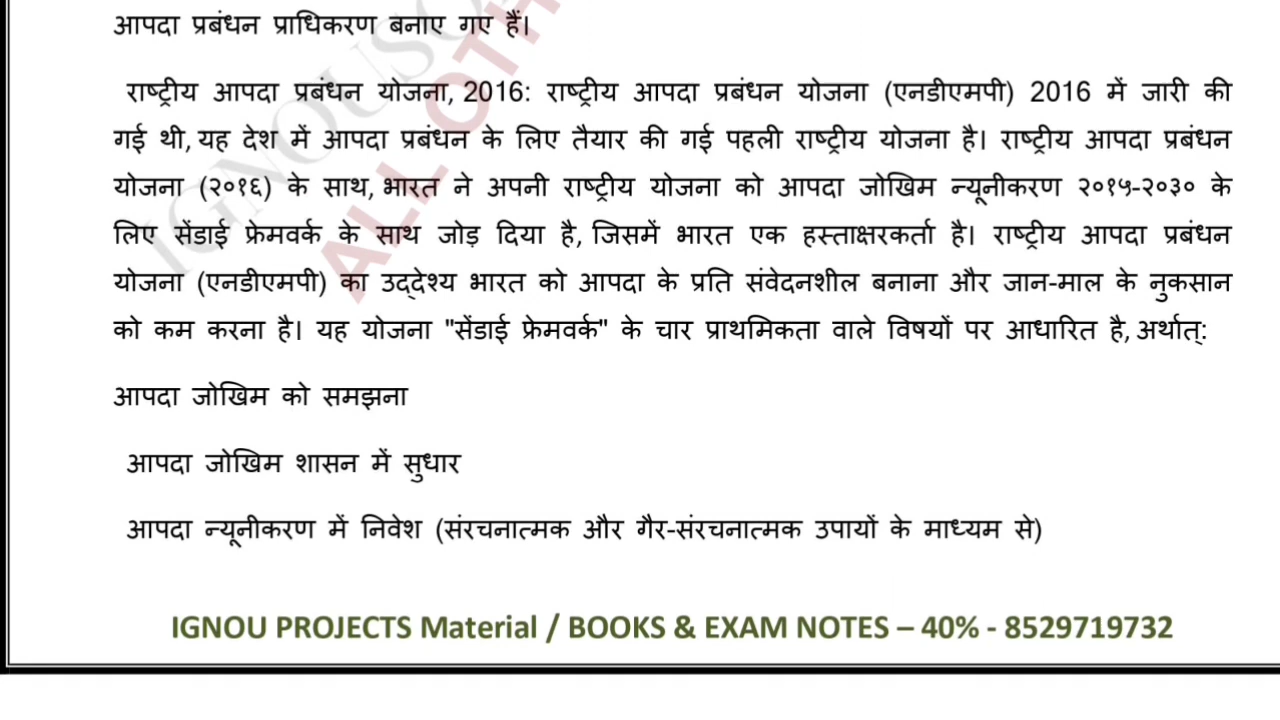 आपदा प्रबंधन प्राधिकरण बनाए गए हैं।
राष्ट्रीय आपदा प्रबंधन योजना, 2016: राष्ट्रीय आपदा प्रबंधन योजना (एनडीएमपी) 2016 में जारी की
गई थी, यह देश में आपदा प्रबंधन के लिए तैयार की गई पहली राष्ट्रीय योजना है। राष्ट्रीय आपदा प्रबंधन
योजना (२०१६) के साथ, भारत ने अपनी राष्ट्रीय योजना को आपदा जोखिम न्यूनीकरण २०१५-२०३० के
लिए सेंडाई फ्रेमवर्क के साथ जोड़ दिया है, जिसमें भारत एक हस्ताक्षरकर्ता है। राष्ट्रीय आपदा प्रबंधन
योजना (एनडीएमपी) का उद्देश्य भारत को आपदा के प्रति संवेदनशील बनाना और जान-माल के नुकसान
को कम करना है। यह योजना "सेंडाई फ्रेमवर्क" के चार प्राथमिकता वाले विषयों पर आधारित है, अर्थात्:
आपदा जोखिम को समझना
आपदा जोखिम शासन में सुधार
आपदा न्यूनीकरण में निवेश (संरचनात्मक और गैर-संरचनात्मक उपायों के माध्यम से)
IGNOU PROJECTS Material / BOOKS & EXAM NOTES – 40% - 8529719732